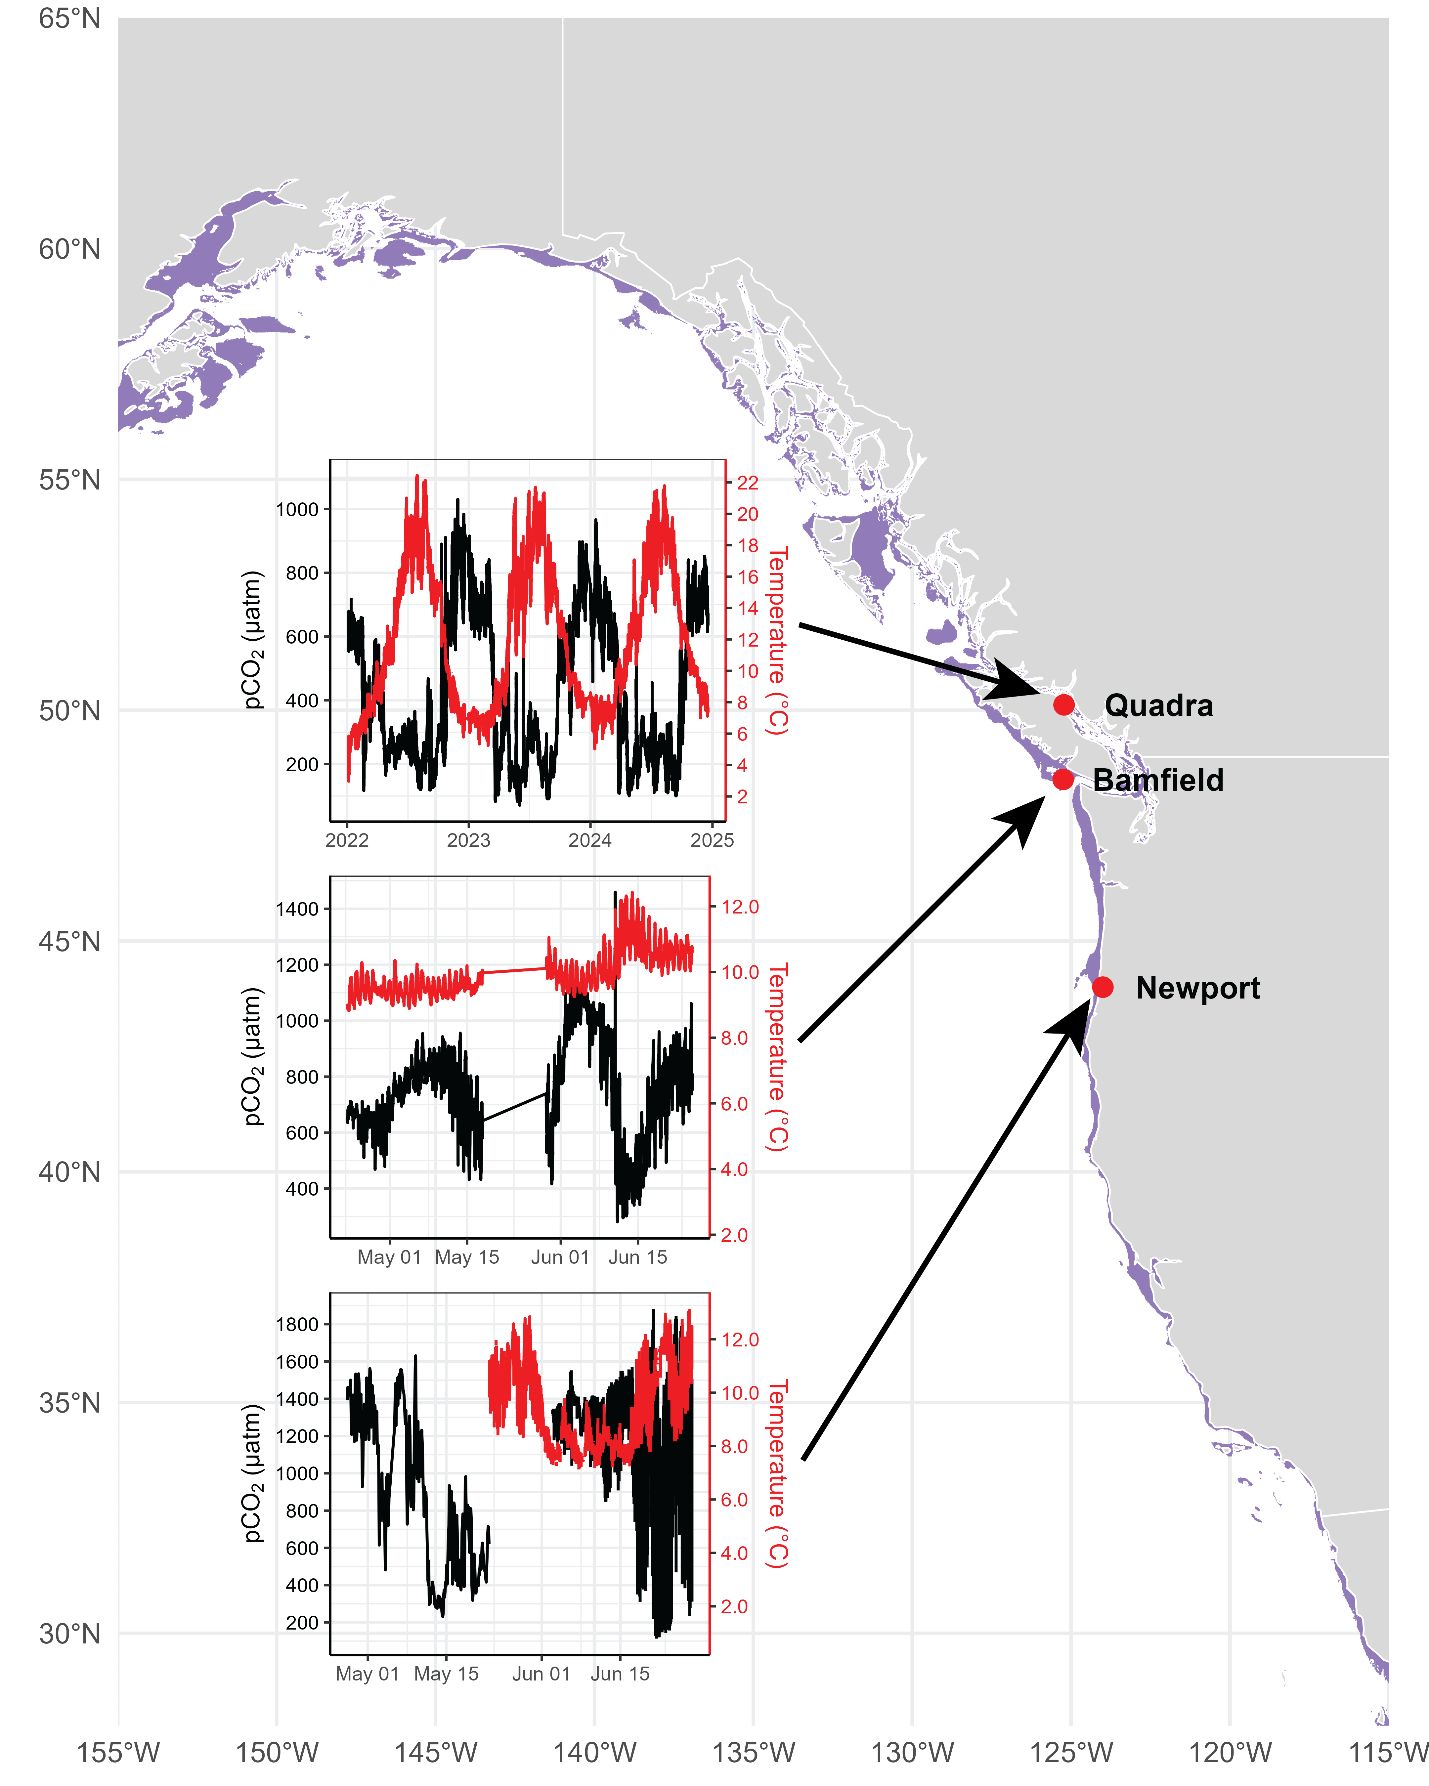 65°N
60°N
55°N
50°N
45°N
40°N
35°N
30°N
155°W 150°W 145°W 140°W 135°W 130°W 125°W 120°W 115°W
Quadra
Bamfield
Newport
pCO2 (µatm)
1000
800
600
400
200
22
20
18
16
14
12
10
8
6
4
2
Temperature (°C)
2022 2023 2024 2025
pCO2 (µatm)
1400
1200
1000
800
600
400
12.0
10.0
8.0
6.0
4.0
2.0
Temperature (°C)
May 01 May 15 Jun 01 Jun 15
pCO2 (µatm)
1800
1600
1400
1200
1000
800
600
400
200
12.0
10.0
8.0
6.0
4.0
2.0
Temperature (°C)
May 01 May 15 Jun 01 Jun 15